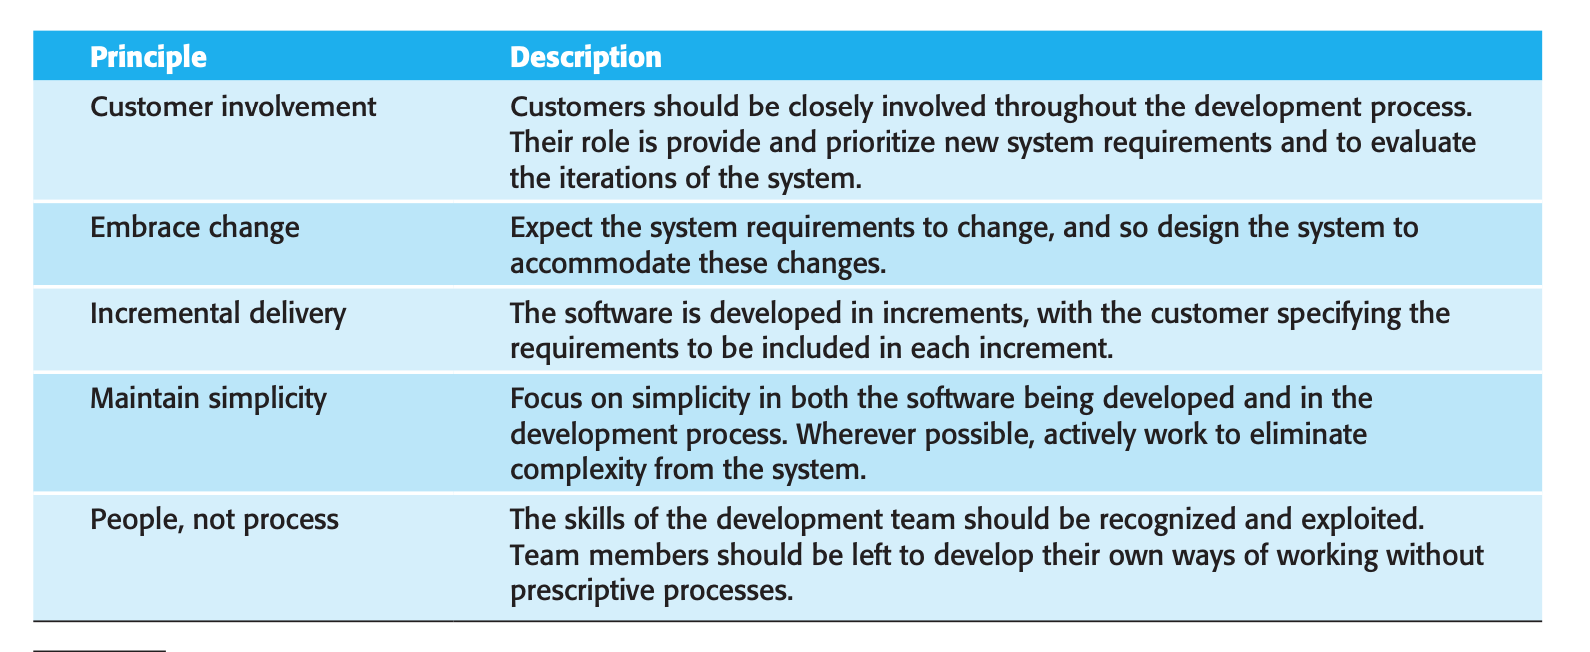 Principle Description
Customer involvement Customers should be closely involved throughout the development process.
Their role is provide and prioritize new system requirements and to evaluate
the iterations of the system.
Embrace change Expect the system requirements to change, and so design the system to
accommodate these changes.
Incremental delivery The software is developed in increments, with the customer specifying the
requirements to be included in each increment.
Maintain simplicity Focus on simplicity in both the software being developed and in the
development process. Wherever possible, actively work to eliminate
complexity from the system.
People, not process The skills of the development team should be recognized and exploited.
Team members should be left to develop their own ways of working without
prescriptive processes.